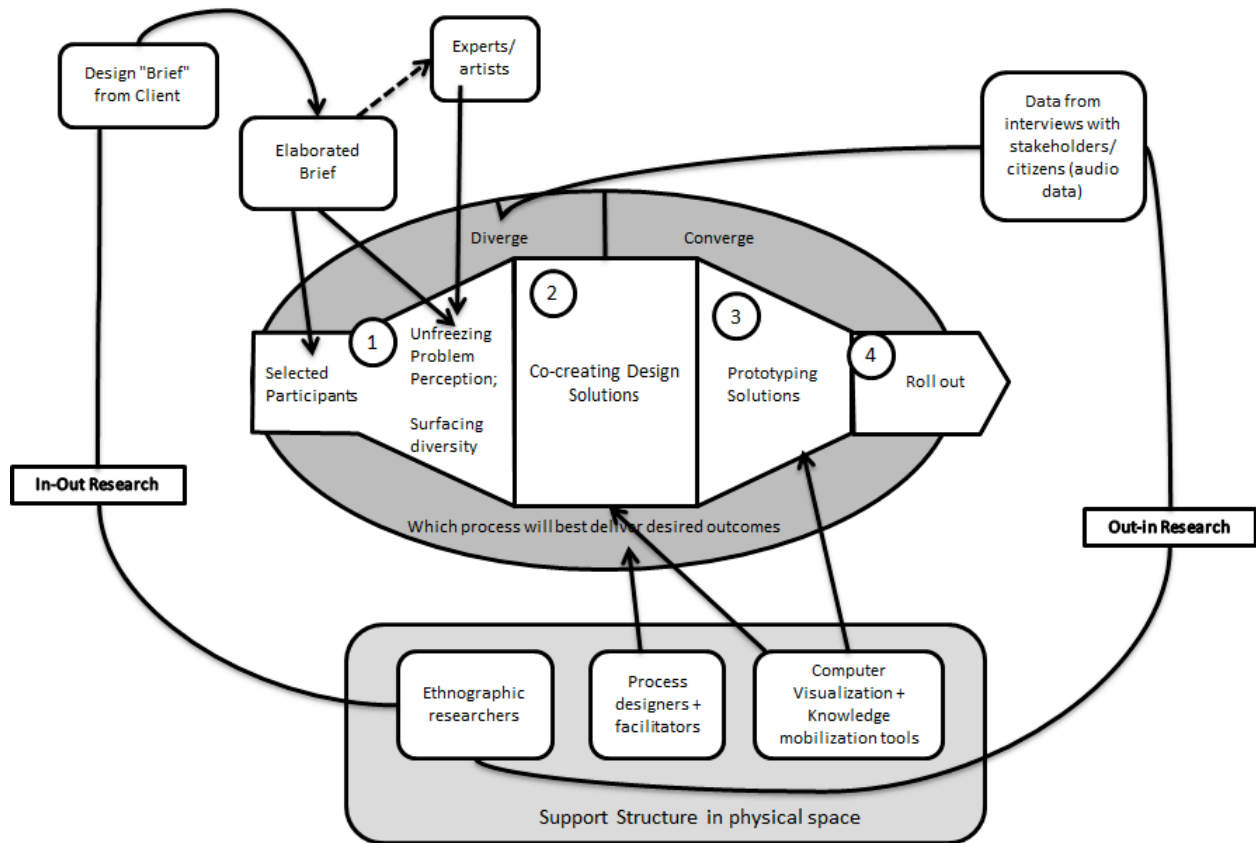 Design "Brief"
from Client
Experts/
artists
Elaborated
Brief
Data from
interviews with
stakeholders/
citizens (audio
data)
Diverge
Converge
1
2
3
4
Selected
Participants
Unfreezing
Problem
Perception;
Surfacing
diversity
Co-creating Design
Solutions
Prototyping
Solutions
Roll out
In-Out Research
Which process will best deliver desired outcomes
Out-in Research
Ethnographic
researchers
Process
designers +
facilitators
Computer
Visualization +
Knowledge
mobilization tools
Support Structure in physical space